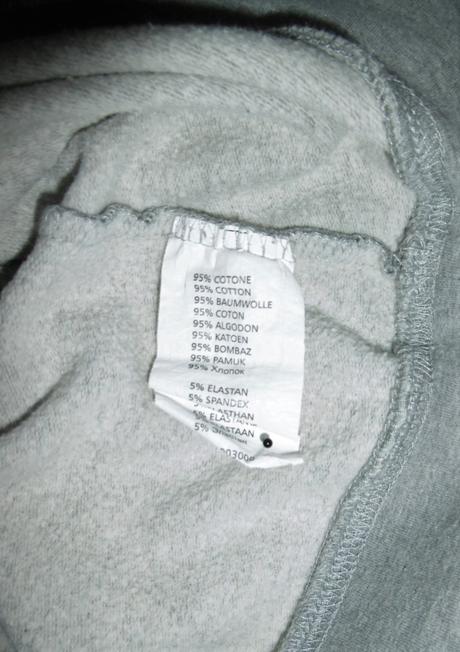 95% COTONE
95% COTTON
95% BAUMWOLLE
95% COTON
95% ALGODON
95% KATOEN
95% BOMBAZ
95% PAMUK
95% Хлопок
5% ELASTAN
5% SPANDEX
5%
5%